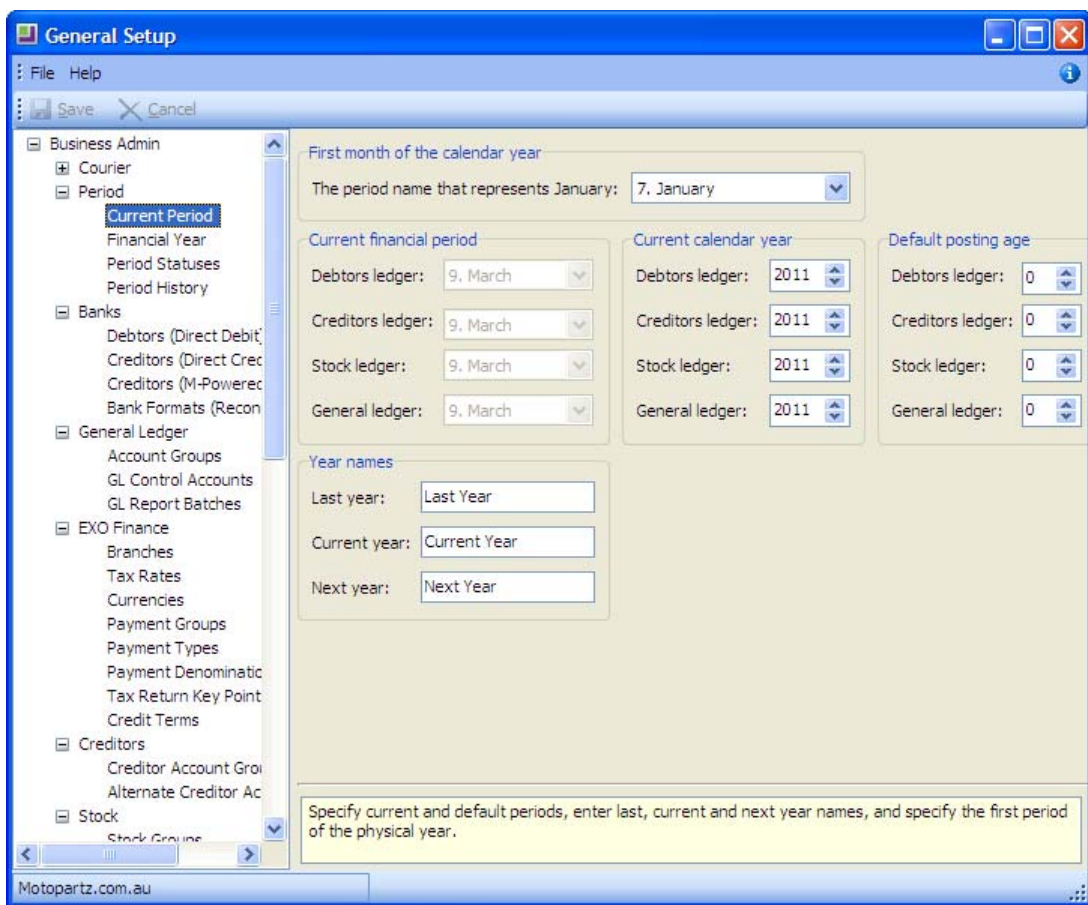 General Setup
File Help
Save Cancel
Business Admin
Courier
Period
Current Period
Financial Year
Period Statuses
Period History
Banks
Debtors (Direct Debit)
Creditors (Direct Cred
Creditors (M-Powered
Bank Formats (Recon
General Ledger
Account Groups
GL Control Accounts
GL Report Batches
EXO Finance
Branches
Tax Rates
Currencies
Payment Groups
Payment Types
Payment Denominatic
Tax Return Key Point
Credit Terms
Creditors
Creditor Account Grou
Alternate Creditor Ac
Stock
Stock Groups
First month of the calendar year
The period name that represents January: 7. January
Current financial period
Debtors ledger: 9. March
Creditors ledger: 9. March
Stock ledger: 9. March
General ledger: 9. March
Current calendar year
Debtors ledger: 2011
Creditors ledger: 2011
Stock ledger: 2011
General ledger: 2011
Default posting age
Debtors ledger: 0
Creditors ledger: 0
Stock ledger: 0
General ledger: 0
Year names
Last year: Last Year
Current year: Current Year
Next year: Next Year
Specify current and default periods, enter last, current and next year names, and specify the first period
of the physical year.
Motopartz.com.au